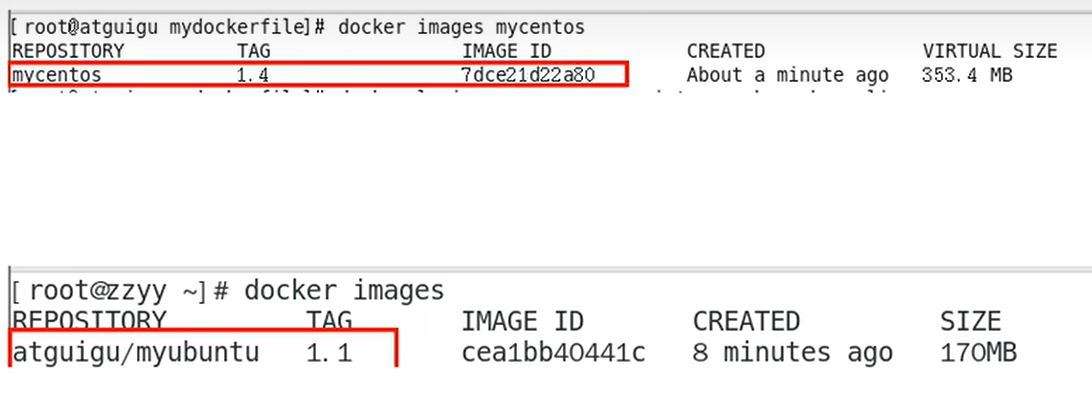 [ root@atguigu mydockerfile]# docker images mycentos
REPOSITORY TAG IMAGE ID CREATED VIRTUAL SIZE
mycentos 1.4 7dce21d22a80 About a minute ago 353.4 MB
[ root@zzyy ~]# docker images
REPOSITORY TAG IMAGE ID CREATED SIZE
atguigu/myubuntu 1.1 cea1bb40441c 8 minutes ago 170MB